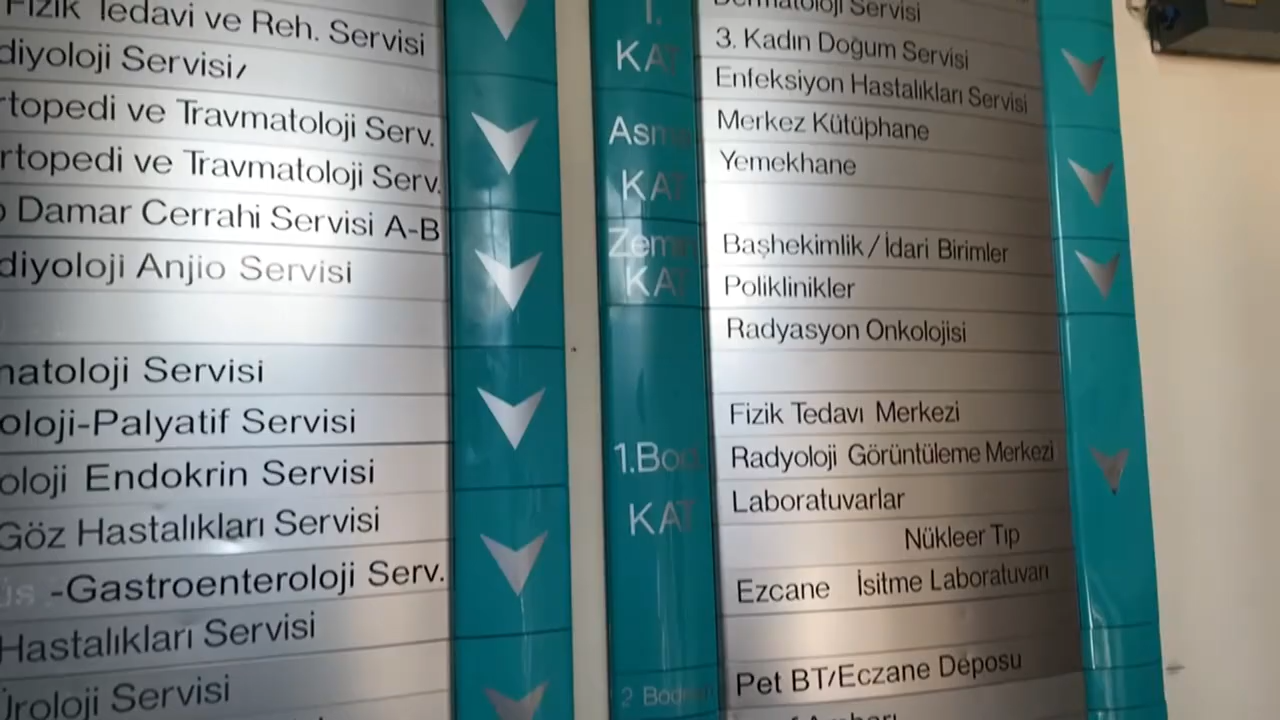 Fizik Tedavi ve Reh. Servisi
diyoloji Servisi/
rtopedi ve Travmatoloji Serv.
rtopedi ve Travmatoloji Serv.
Damar Cerrahi Servisi A-B
diyoloji Anjio Servisi
matoloji Servisi
oloji-Palyatif Servisi
oloji Endokrin Servisi
Göz Hastalıkları Servisi
-Gastroenteroloji Serv.
Hastalıkları Servisi
Üroloji Servisi
1.
KAT
Dermatoloji Servisi
3. Kadın Doğum Servisi
Enfeksiyon Hastalıkları Servisi
Asma
KAT
Merkez Kütüphane
Yemekhane
Zemin
KAT
Başhekimlik / İdari Birimler
Poliklinikler
Radyasyon Onkolojisi
1.Bod
KAT
Fizik Tedavı Merkezi
Radyoloji Görüntüleme Merkezi
Laboratuvarlar
Nükleer Tıp
Ezcane İsitme Laboratuvarı
2 Bod
Pet BT/Eczane Deposu